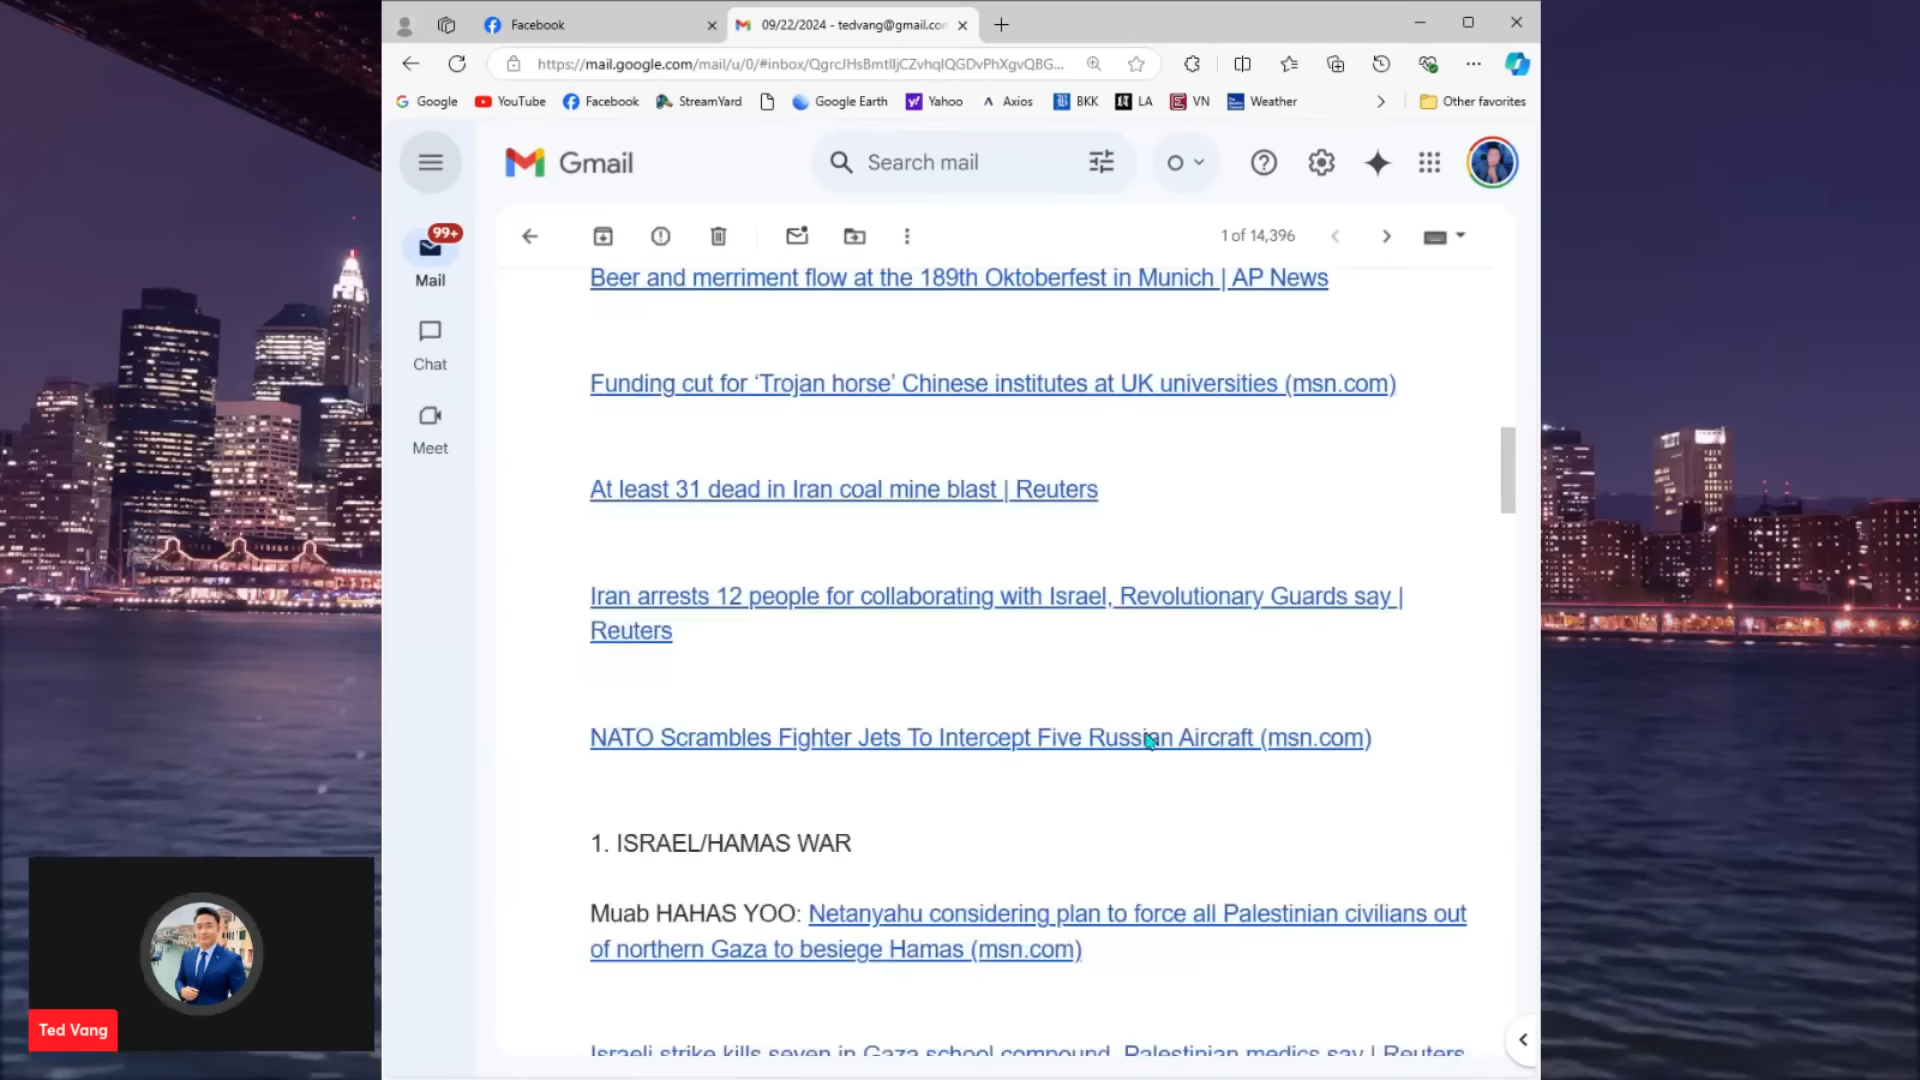 Facebook
09/22/2024 - tedvang@gmail.con
https://mail.google.com/mail/u/0/#inbox/QgrcJHsBmtlljCZvhqlQGDvPhXgvQBG...
Google YouTube Facebook StreamYard Google Earth Yahoo Axios BKK LA VN Weather Other favorites
Gmail
Search mail
99+
Mail
Chat
Meet
1 of 14,396
Beer and merriment flow at the 189th Oktoberfest in Munich | AP News
Funding cut for ‘Trojan horse’ Chinese institutes at UK universities (msn.com)
At least 31 dead in Iran coal mine blast | Reuters
Iran arrests 12 people for collaborating with Israel, Revolutionary Guards say |
Reuters
NATO Scrambles Fighter Jets To Intercept Five Russian Aircraft (msn.com)
1. ISRAEL/HAMAS WAR
Muab HAHAS YOO: Netanyahu considering plan to force all Palestinian civilians out
of northern Gaza to besiege Hamas (msn.com)
Israeli strike kills seven in Gaza school compound, Palestinian medics say | Reuters
Ted Vang